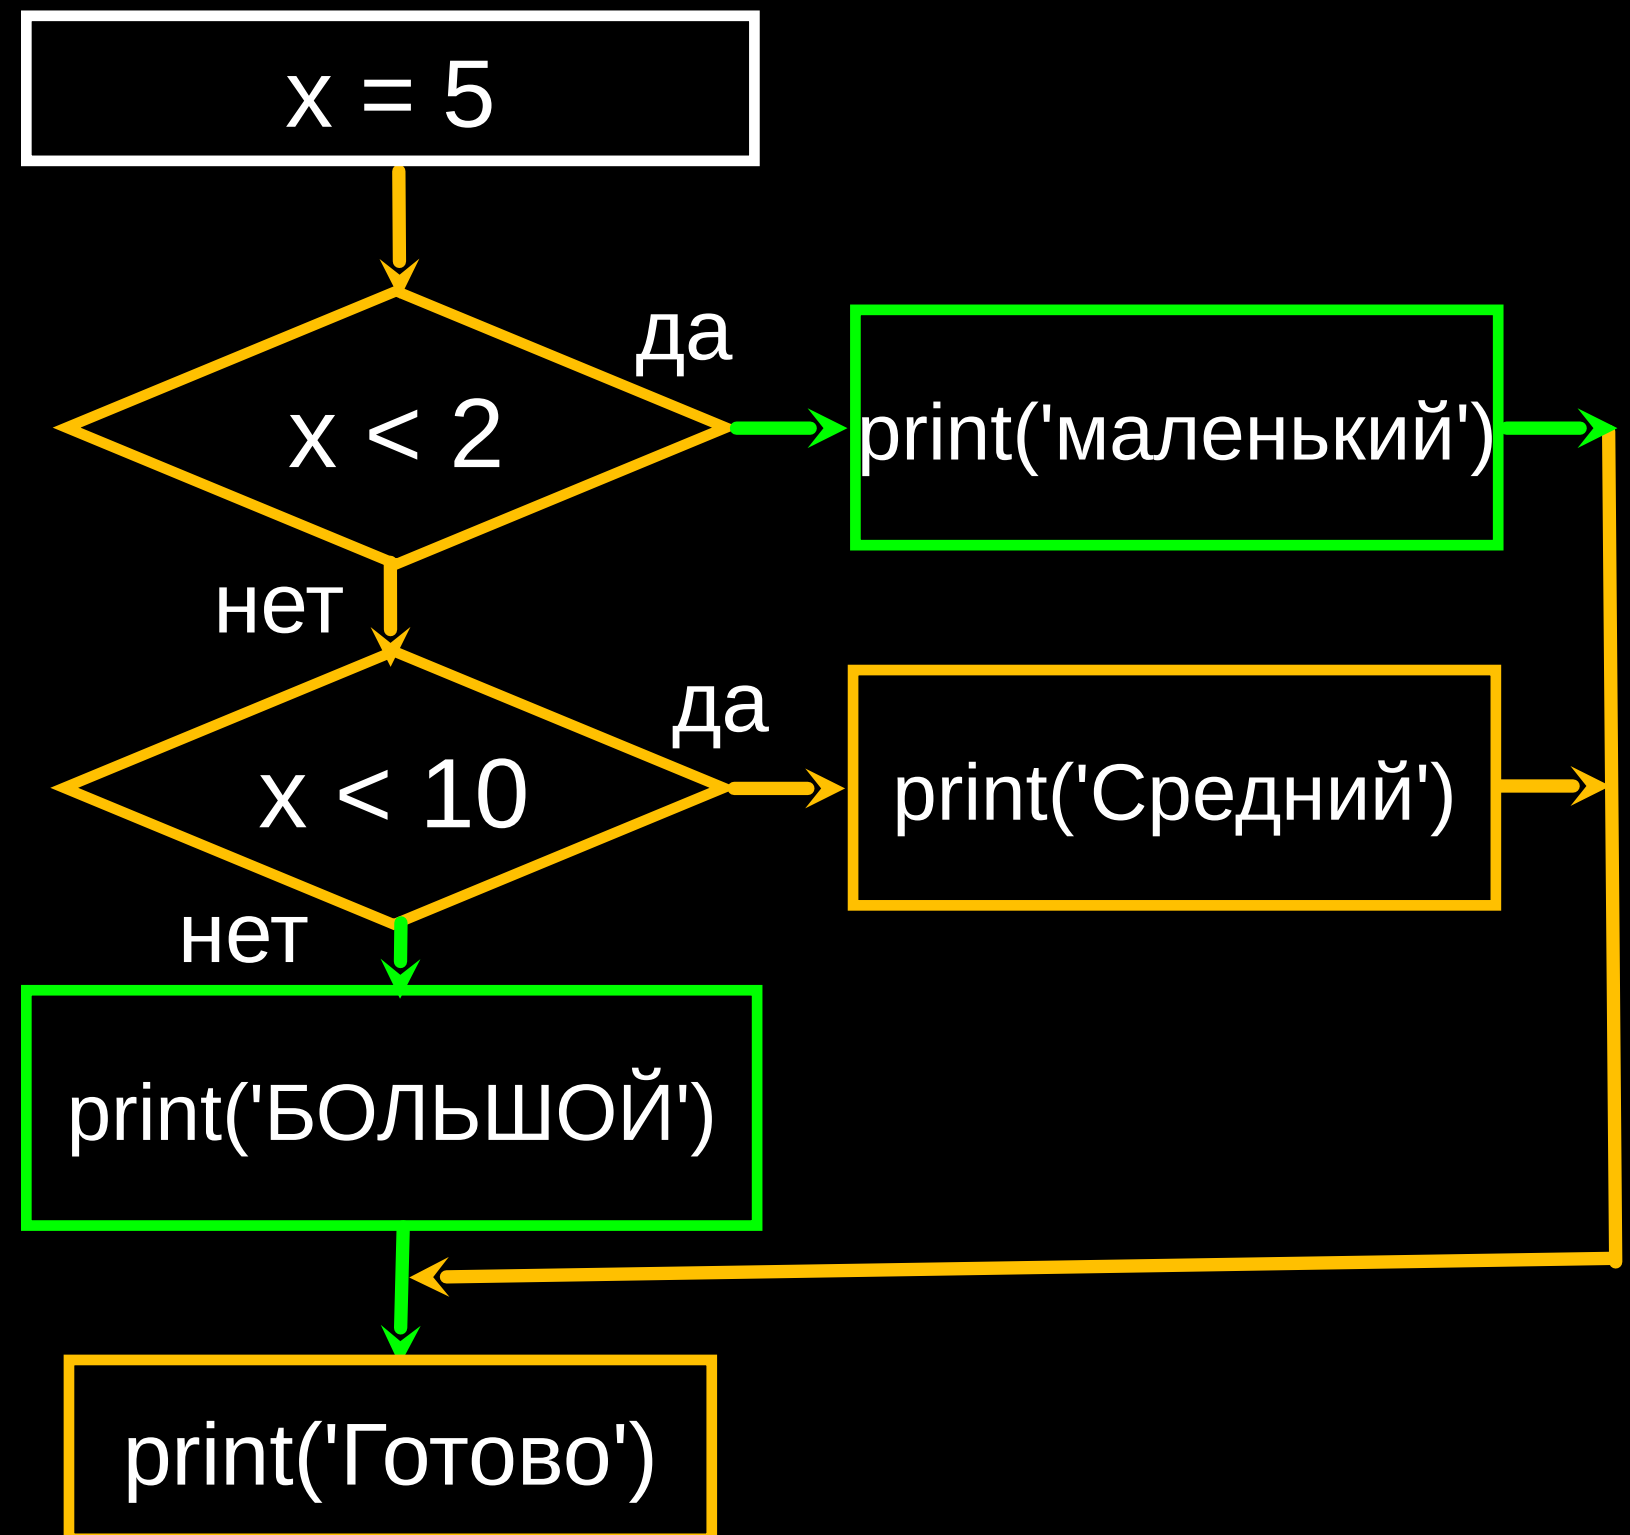 x = 5
да
x < 2
print('маленький')
нет
да
x < 10
print('Средний')
нет
print('БОЛЬШОЙ')
print('Готово')